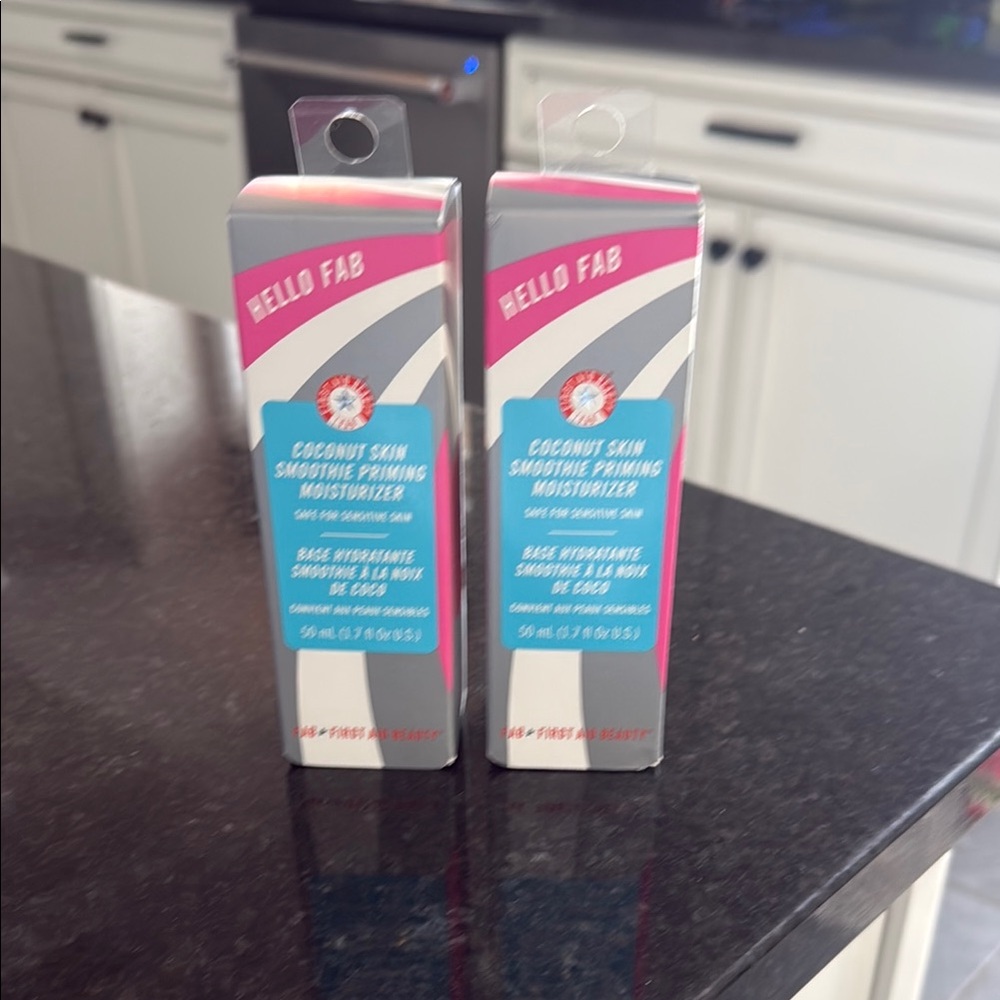 HELLO FAB
COCONUT SKIN
SMOOTHIE PRIMING
MOISTURIZER
SAFE FOR SENSITIVE SKIN
BASE HYDRATANTE
SMOOTHIE À LA NOIX
DE COCO
CONVIENT AUX PEAUX SENSIBLES
50 mL (1.7 fl Oz U.S.)
FAB FIRST AID BEAUTY
HELLO FAB
COCONUT SKIN
SMOOTHIE PRIMING
MOISTURIZER
SAFE FOR SENSITIVE SKIN
BASE HYDRATANTE
SMOOTHIE À LA NOIX
DE COCO
CONVIENT AUX PEAUX SENSIBLES
50 mL (1.7 fl Oz U.S.)
FAB FIRST AID BEAUTY